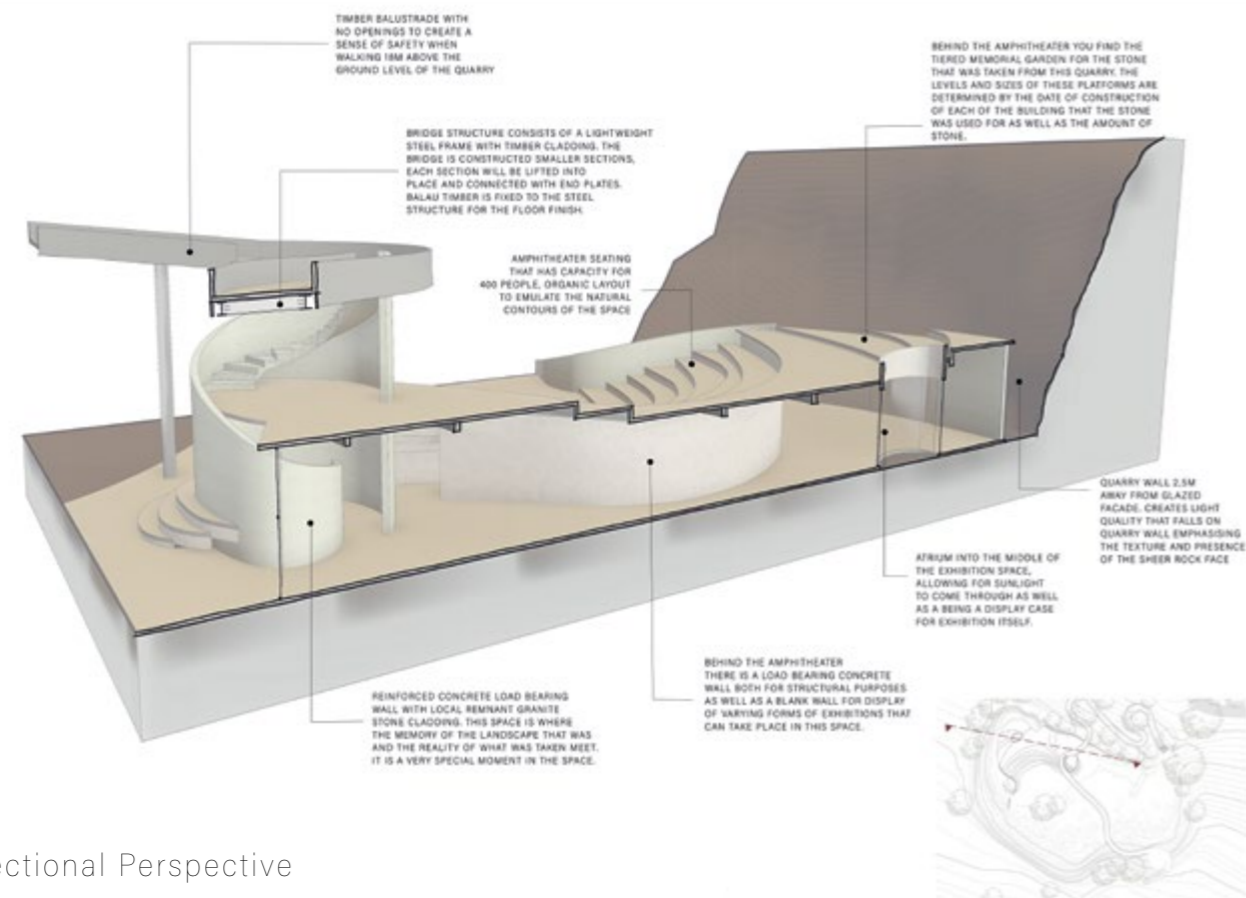 TIMBER BALUSTRADE WITH
NO OPENINGS TO CREATE A
SENSE OF SAFETY WHEN
WALKING 18M ABOVE THE
GROUND LEVEL OF THE QUARRY
BEHIND THE AMPHITHEATER YOU FIND THE
TIERED MEMORIAL GARDEN FOR THE STONE
THAT WAS TAKEN FROM THIS QUARRY. THE
LEVELS AND SIZES OF THESE PLATFORMS ARE
DETERMINED BY THE DATE OF CONSTRUCTION
OF EACH OF THE BUILDING THAT THE STONE
WAS USED FOR AS WELL AS THE AMOUNT OF
STONE.
BRIDGE STRUCTURE CONSISTS OF A LIGHTWEIGHT
STEEL FRAME WITH TIMBER CLADDING. THE
BRIDGE IS CONSTRUCTED SMALLER SECTIONS,
EACH SECTION WILL BE LIFTED INTO
PLACE AND CONNECTED WITH END PLATES.
BALAU TIMBER IS FIXED TO THE STEEL
STRUCTURE FOR THE FLOOR FINISH.
AMPHITHEATER SEATING
THAT HAS CAPACITY FOR
400 PEOPLE, ORGANIC LAYOUT
TO EMULATE THE NATURAL
CONTOURS OF THE SPACE
QUARRY WALL 2,5M
AWAY FROM GLAZED
FACADE. CREATES LIGHT
QUALITY THAT FALLS ON
QUARRY WALL EMPHASISING
THE TEXTURE AND PRESENCE
OF THE SHEER ROCK FACE
ATRIUM INTO THE MIDDLE OF
THE EXHIBITION SPACE,
ALLOWING FOR SUNLIGHT
TO COME THROUGH AS WELL
AS A BEING A DISPLAY CASE
FOR EXHIBITION ITSELF.
BEHIND THE AMPHITHEATER
THERE IS A LOAD BEARING CONCRETE
WALL BOTH FOR STRUCTURAL PURPOSES
AS WELL AS A BLANK WALL FOR DISPLAY
OF VARYING FORMS OF EXHIBITIONS THAT
CAN TAKE PLACE IN THIS SPACE.
REINFORCED CONCRETE LOAD BEARING
WALL WITH LOCAL REMNANT GRANITE
STONE CLADDING. THIS SPACE IS WHERE
THE MEMORY OF THE LANDSCAPE THAT WAS
AND THE REALITY OF WHAT WAS TAKEN MEET.
IT IS A VERY SPECIAL MOMENT IN THE SPACE.
ectional Perspective